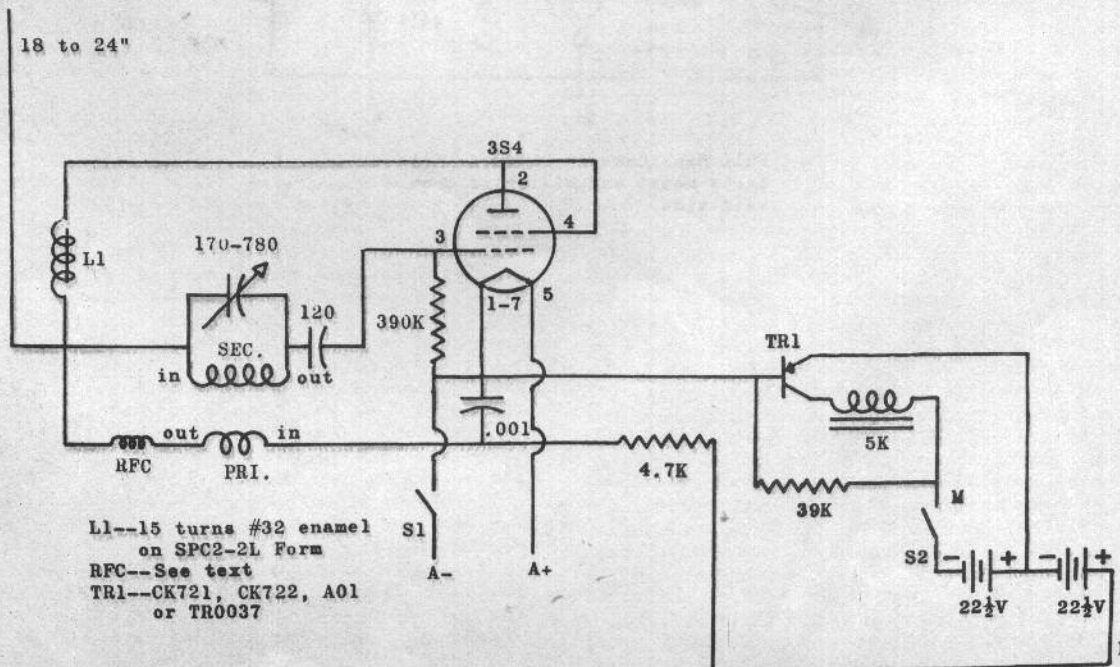 18 to 24"
3S4
2
4
3
L1
170-780
120
1-7
5
390K
SEC.
in
out
TR1
out
in
.001
5K
RFC
PRI.
4.7K
39K
M
S1
S2
- + - +
A-
A+
22½V
22½V
L1--15 turns #32 enamel
on SPC2-2L Form
RFC--See text
TR1--CK721, CK722, A01
or TR0037